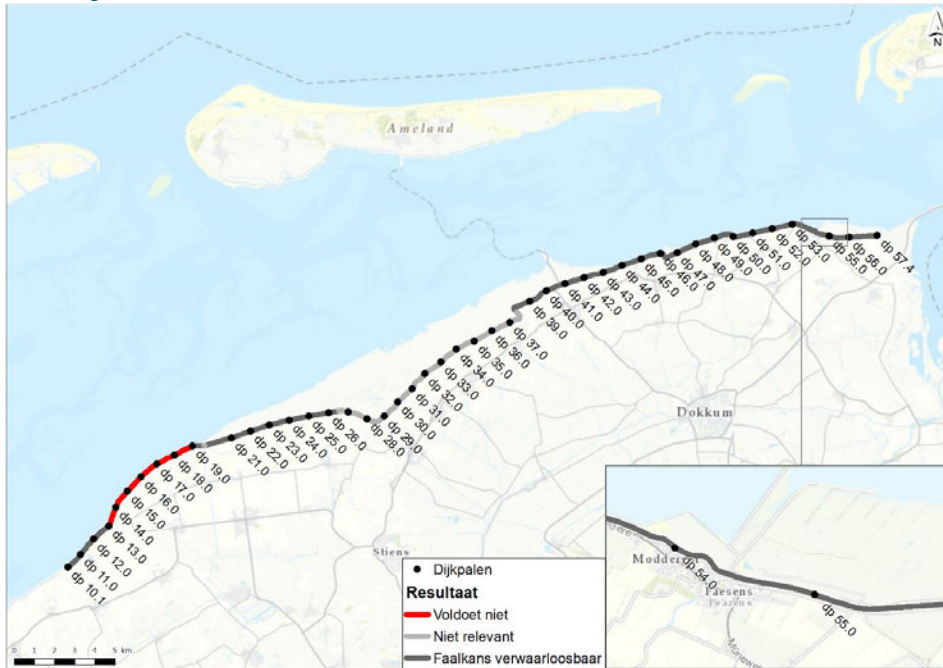 N
Ameland
dp 57.4
dp 56.0
dp 55.0
dp 53.0
dp 52.0
dp 51.0
dp 50.0
dp 49.0
dp 48.0
dp 47.0
dp 46.0
dp 45.0
dp 44.0
dp 43.0
dp 42.0
dp 41.0
dp 40.0
dp 39.0
dp 37.0
dp 36.0
dp 35.0
dp 34.0
dp 33.0
dp 32.0
dp 31.0
dp 30.0
dp 29.0
dp 28.0
dp 26.0
dp 25.0
dp 24.0
dp 23.0
dp 22.0
dp 21.0
dp 19.0
dp 18.0
dp 17.0
dp 16.0
dp 15.0
dp 14.0
dp 13.0
dp 12.0
dp 11.0
dp 10.1
Dokkum
Stiens
Dijkpalen
Resultaat
Voldoet niet
Niet relevant
Faalkans verwaarloosbaar
dp 54.0
Paesens
dp 55.0
0 1 2 3 4 5 km